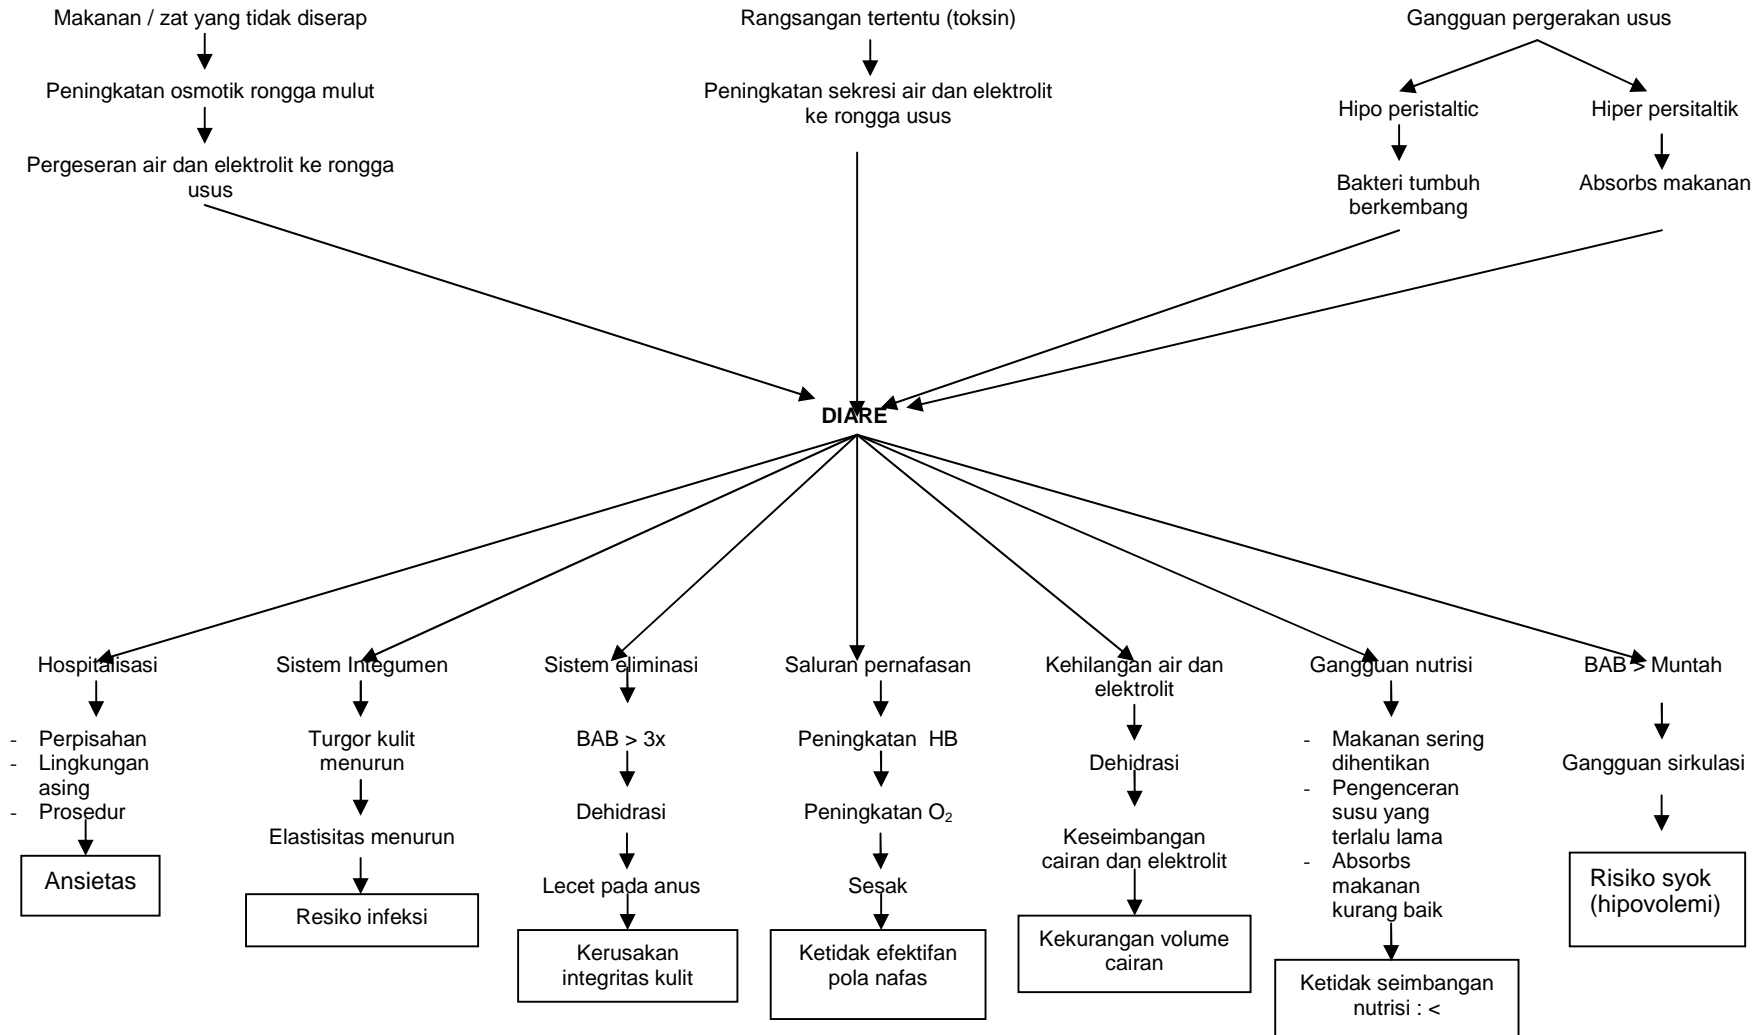 Makanan / zat yang tidak diserap
Rangsangan tertentu (toksin)
Gangguan pergerakan usus
Peningkatan osmotik rongga mulut
Peningkatan sekresi air dan elektrolit
ke rongga usus
Hipo peristaltic
Hiper persitaltik
Pergeseran air dan elektrolit ke rongga
usus
Bakteri tumbuh
berkembang
Absorbs makanan
DIARE
Hospitalisasi
- Perpisahan
- Lingkungan
asing
- Prosedur
Ansietas
Sistem Integumen
Turgor kulit
menurun
Elastisitas menurun
Resiko infeksi
Sistem eliminasi
BAB > 3x
Dehidrasi
Lecet pada anus
Kerusakan
integritas kulit
Saluran pernafasan
Peningkatan HB
Peningkatan O₂
Sesak
Ketidak efektifan
pola nafas
Kehilangan air dan
elektrolit
Dehidrasi
Keseimbangan
cairan dan elektrolit
Kekurangan volume
cairan
Gangguan nutrisi
- Makanan sering
dihentikan
- Pengenceran
susu yang
terlalu lama
- Absorbs
makanan
kurang baik
Ketidak seimbangan
nutrisi : <
BAB > Muntah
Gangguan sirkulasi
Risiko syok
(hipovolemi)